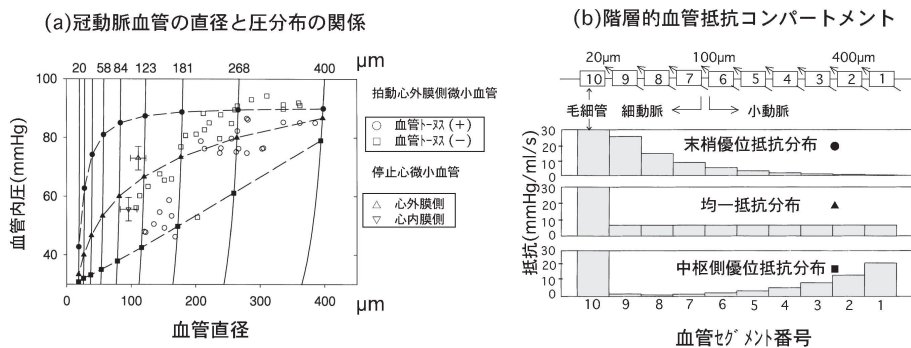 (a)冠動脈血管の直径と圧分布の関係
μm
20 58 84 123 181 268 400
100
80
60
40
血管内圧(mmHg)
0 100 200 300 400
μm
血管直径
拍動心外膜側微小血管
○ 血管ﾄｰﾇｽ(+)
□ 血管ﾄｰﾇｽ(−)
停止心微小血管
△ 心外膜側
▽ 心内膜側
(b)階層的血管抵抗コンパートメント
20μm 100μm 400μm
10 9 8 7 6 5 4 3 2 1
毛細管 細動脈 ← → 小動脈
抵抗(mmHg/ml/s)
30
20
10
0
末梢優位抵抗分布 ●
30
20
10
0
均一抵抗分布 ▲
30
20
10
0
中枢側優位抵抗分布 ■
10 9 8 7 6 5 4 3 2 1
血管ｾｸﾞﾒﾝﾄ番号